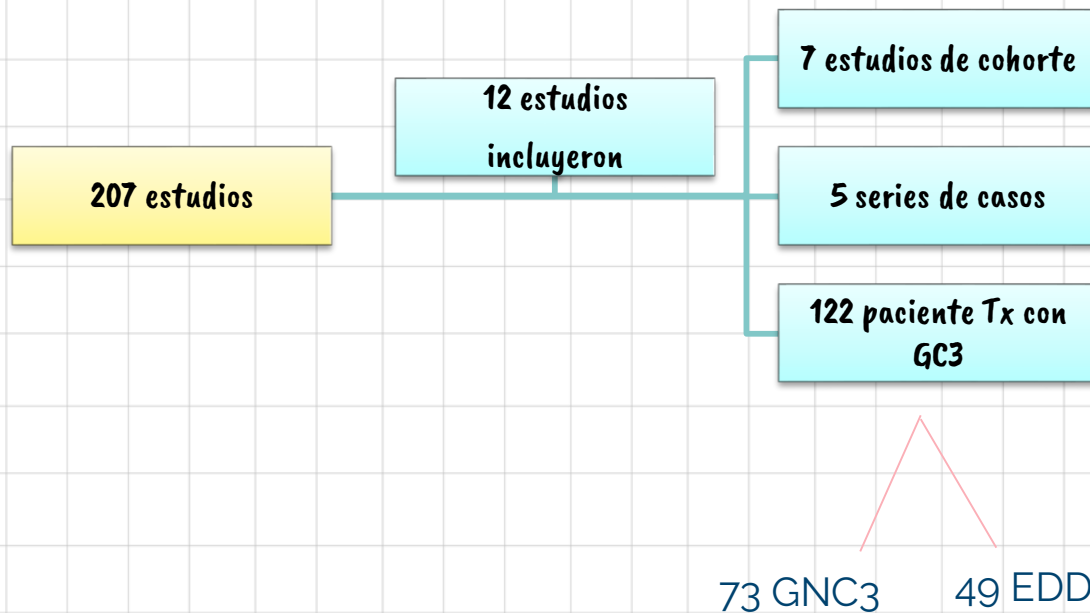 207 estudios
12 estudios
incluyeron
7 estudios de cohorte
5 series de casos
122 paciente Tx con
GC3
73 GNC3
49 EDD